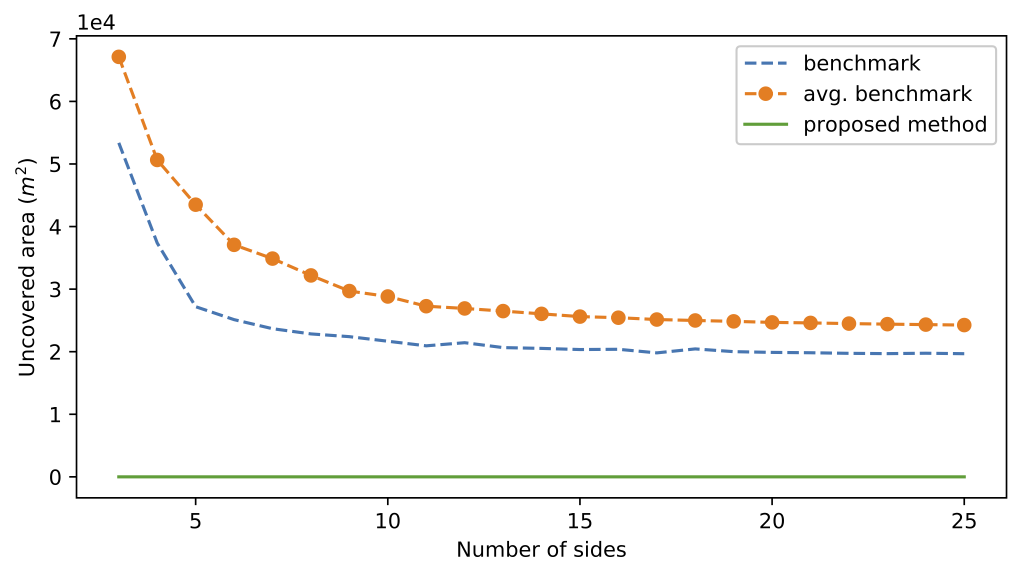 1e4
7
6
5
4
3
2
1
0
Uncovered area (m²)
benchmark
avg. benchmark
proposed method
5 10 15 20 25
Number of sides